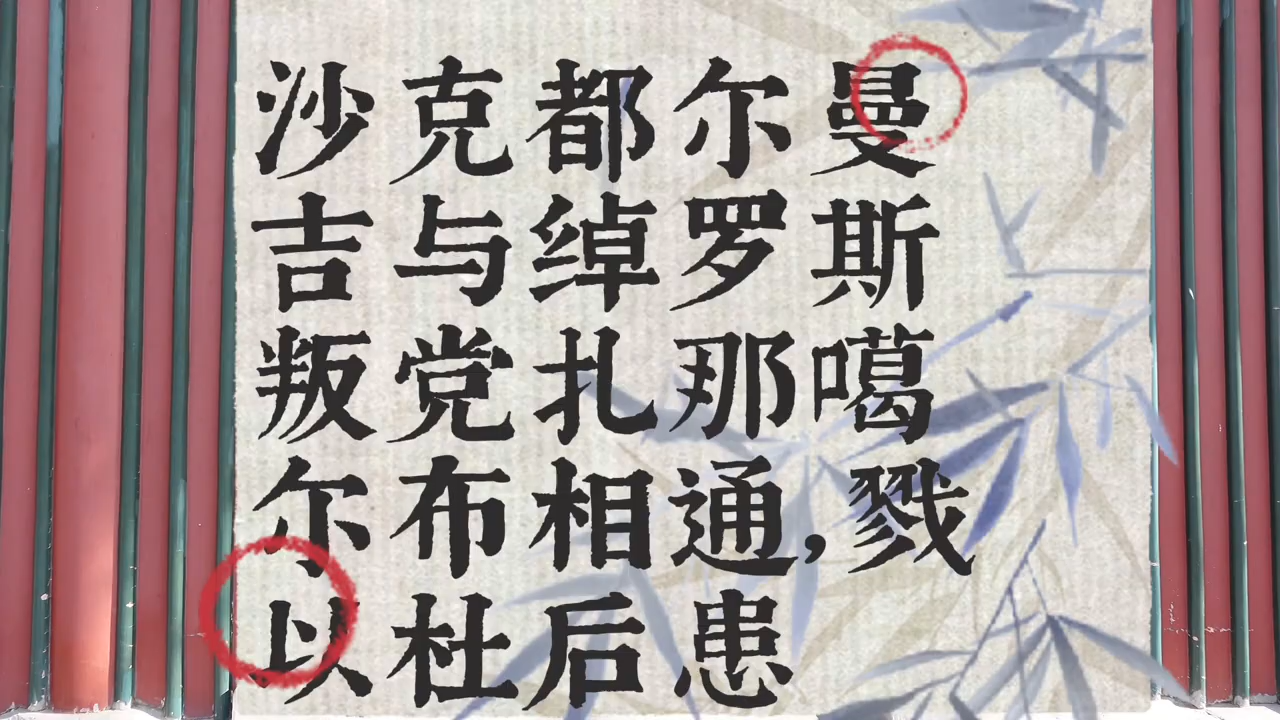 沙克都尔曼
吉与绰罗斯
叛党扎那噶
尔布相通,戮
以杜后患